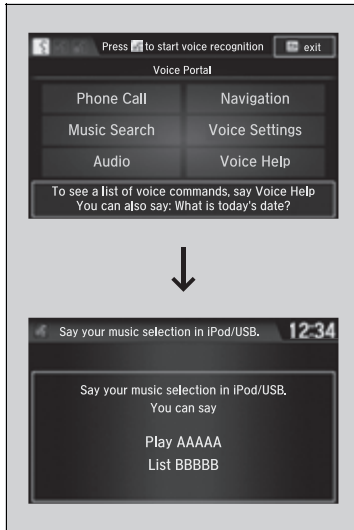 Press to start voice recognition
exit
Voice Portal
Phone Call Navigation
Music Search Voice Settings
Audio Voice Help
To see a list of voice commands, say Voice Help
You can also say: What is today's date?
Say your music selection in iPod/USB. 12:34
Say your music selection in iPod/USB.
You can say
Play AAAAA
List BBBBB